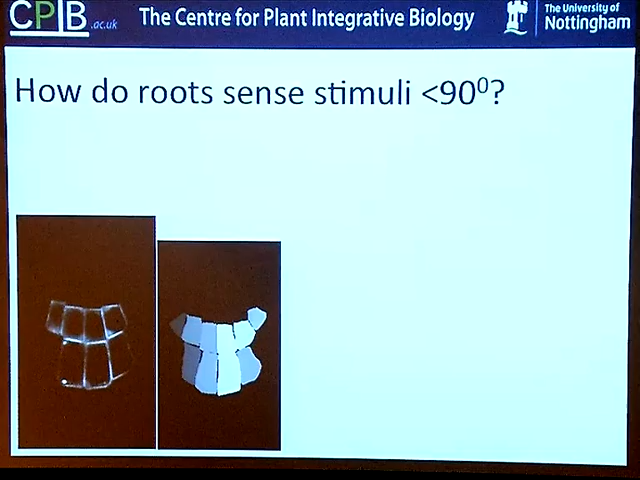 CPIB.ac.uk
The Centre for Plant Integrative Biology
The University of
Nottingham
How do roots sense stimuli <90⁰?